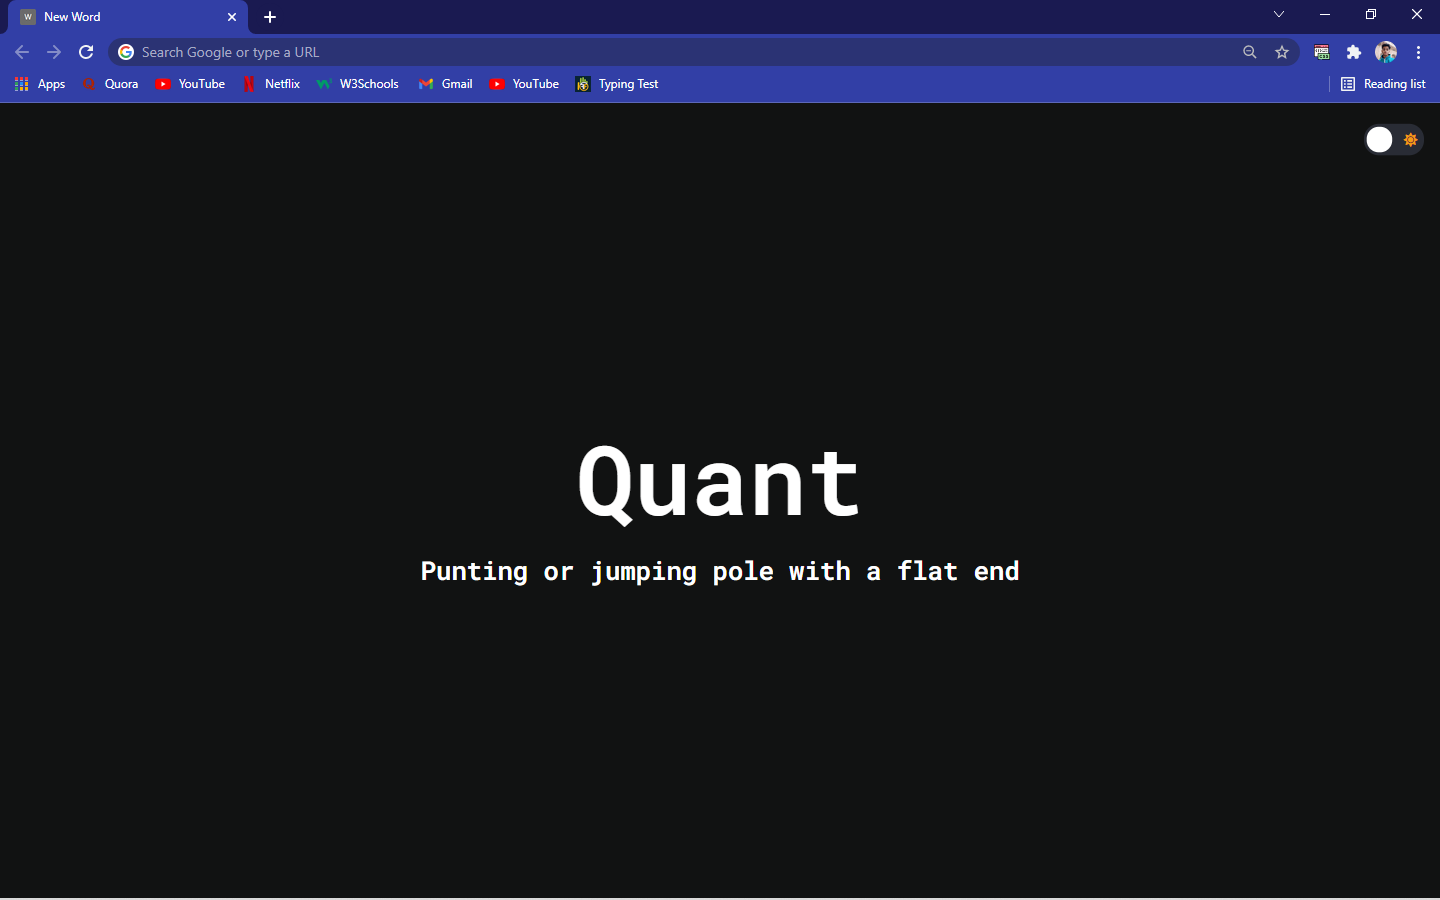 W New Word
Search Google or type a URL
Apps Quora YouTube Netflix W3Schools Gmail YouTube Typing Test Reading list
Quant
Punting or jumping pole with a flat end